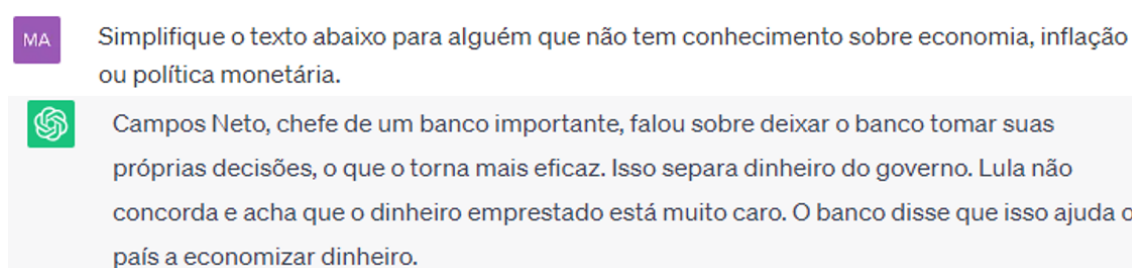 MA
Simplifique o texto abaixo para alguém que não tem conhecimento sobre economia, inflação
ou política monetária.
Campos Neto, chefe de um banco importante, falou sobre deixar o banco tomar suas
próprias decisões, o que o torna mais eficaz. Isso separa dinheiro do governo. Lula não
concorda e acha que o dinheiro emprestado está muito caro. O banco disse que isso ajuda o
país a economizar dinheiro.